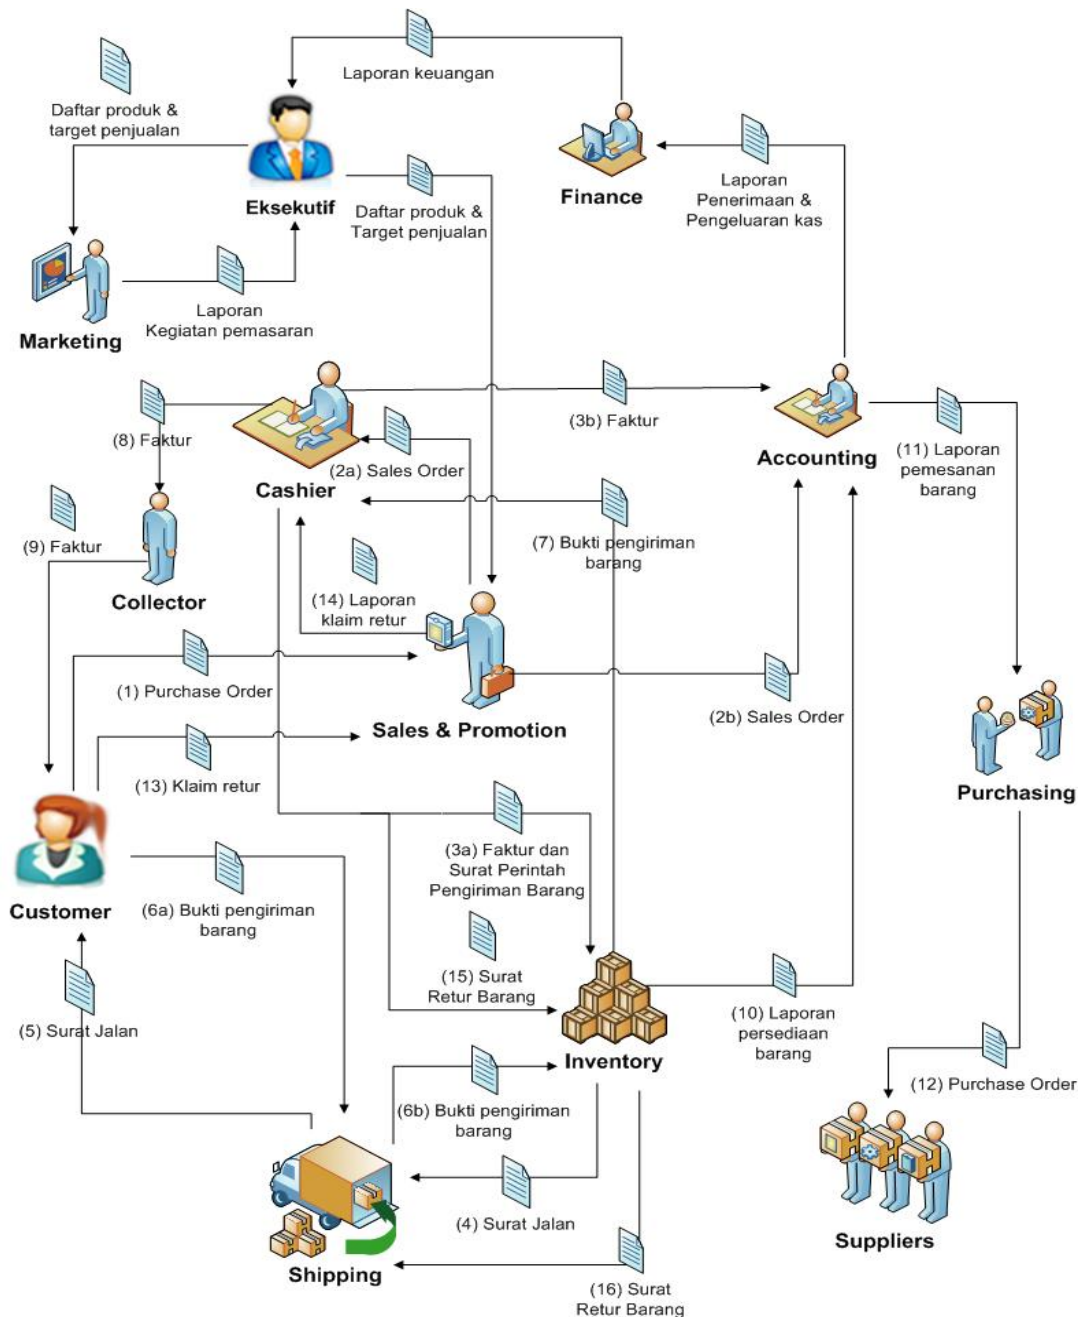 Laporan keuangan
Daftar produk &
target penjualan
Eksekutif
Finance
Laporan
Penerimaan &
Pengeluaran kas
Daftar produk &
Target penjualan
Laporan
Kegiatan pemasaran
Marketing
(8) Faktur
(3b) Faktur
(2a) Sales Order
Cashier
Accounting
(11) Laporan
pemesanan
barang
(9) Faktur
(7) Bukti pengiriman
barang
Collector
(14) Laporan
klaim retur
(1) Purchase Order
Sales & Promotion
(2b) Sales Order
(13) Klaim retur
Purchasing
Customer
(6a) Bukti pengiriman
barang
(3a) Faktur dan
Surat Perintah
Pengiriman Barang
(15) Surat
Retur Barang
(5) Surat Jalan
Inventory
(10) Laporan
persediaan
barang
(6b) Bukti pengiriman
barang
(12) Purchase Order
(4) Surat Jalan
Suppliers
Shipping
(16) Surat
Retur Barang